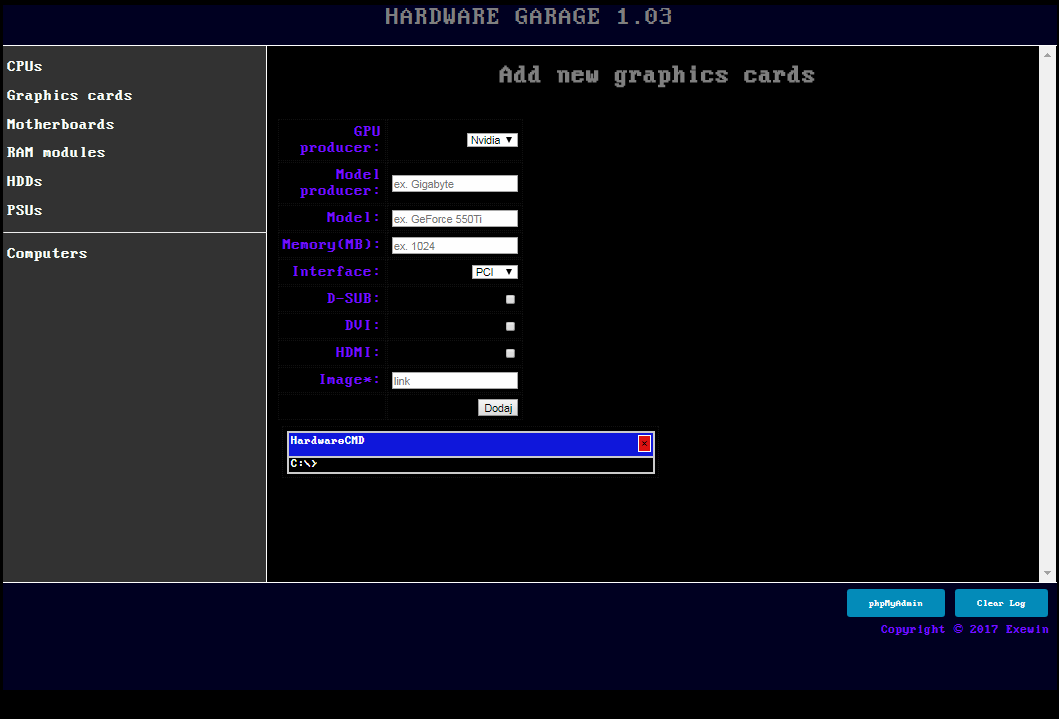 HARDWARE GARAGE 1.03
CPUs
Graphics cards
Motherboards
RAM modules
HDDs
PSUs
Computers
Add new graphics cards
GPU
producer:
Nvidia
Model
producer:
ex. Gigabyte
Model:
ex. GeForce 550Ti
Memory(MB):
ex. 1024
Interface:
PCI
D-SUB:
DVI:
HDMI:
Image*:
link
Dodaj
HardwareCMD
C:\>
phpMyAdmin
Clear Log
Copyright © 2017 Exewin